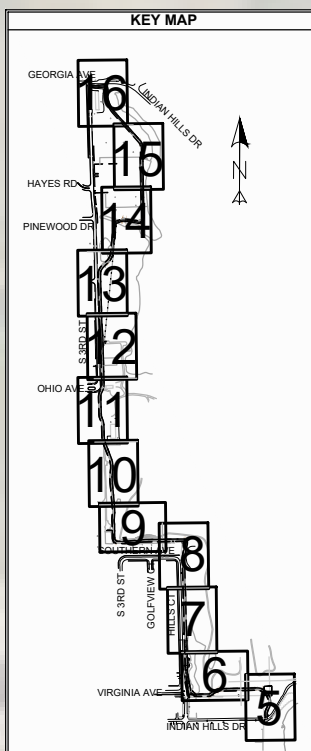 KEY MAP
GEORGIA AVE
INDIAN HILLS DR
16
N
15
HAYES RD
14
PINEWOOD DR
13
S 3RD ST
12
OHIO AVE
11
10
9
SOUTHERN AVE
8
S 3RD ST
GOLFVIEW C
HILLS CT
7
6
VIRGINIA AVE
5
INDIAN HILLS DR